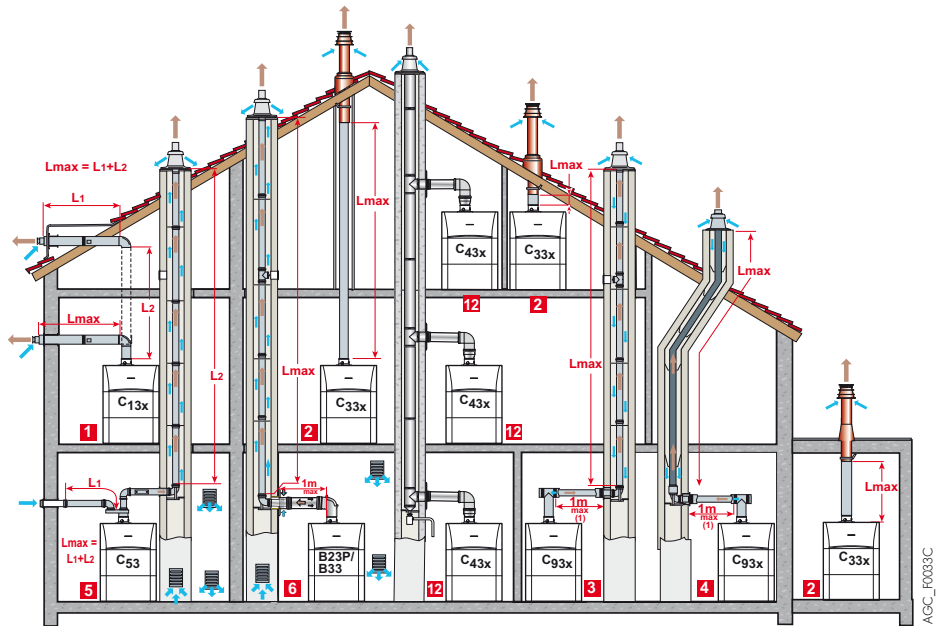 Lmax = L1+L2
L1
L2
Lmax
C13x
1
L2
Lmax
Lmax
C33x
2
C43x
12
Lmax
C33x
2
C43x
12
Lmax
Lmax
L1
Lmax =
L1+L2
C53
5
1m
max
B23P/
B33
6
C43x
12
1m
max
(1)
C93x
3
1m
max
(1)
C93x
4
Lmax
C33x
2
AGC_F0033C